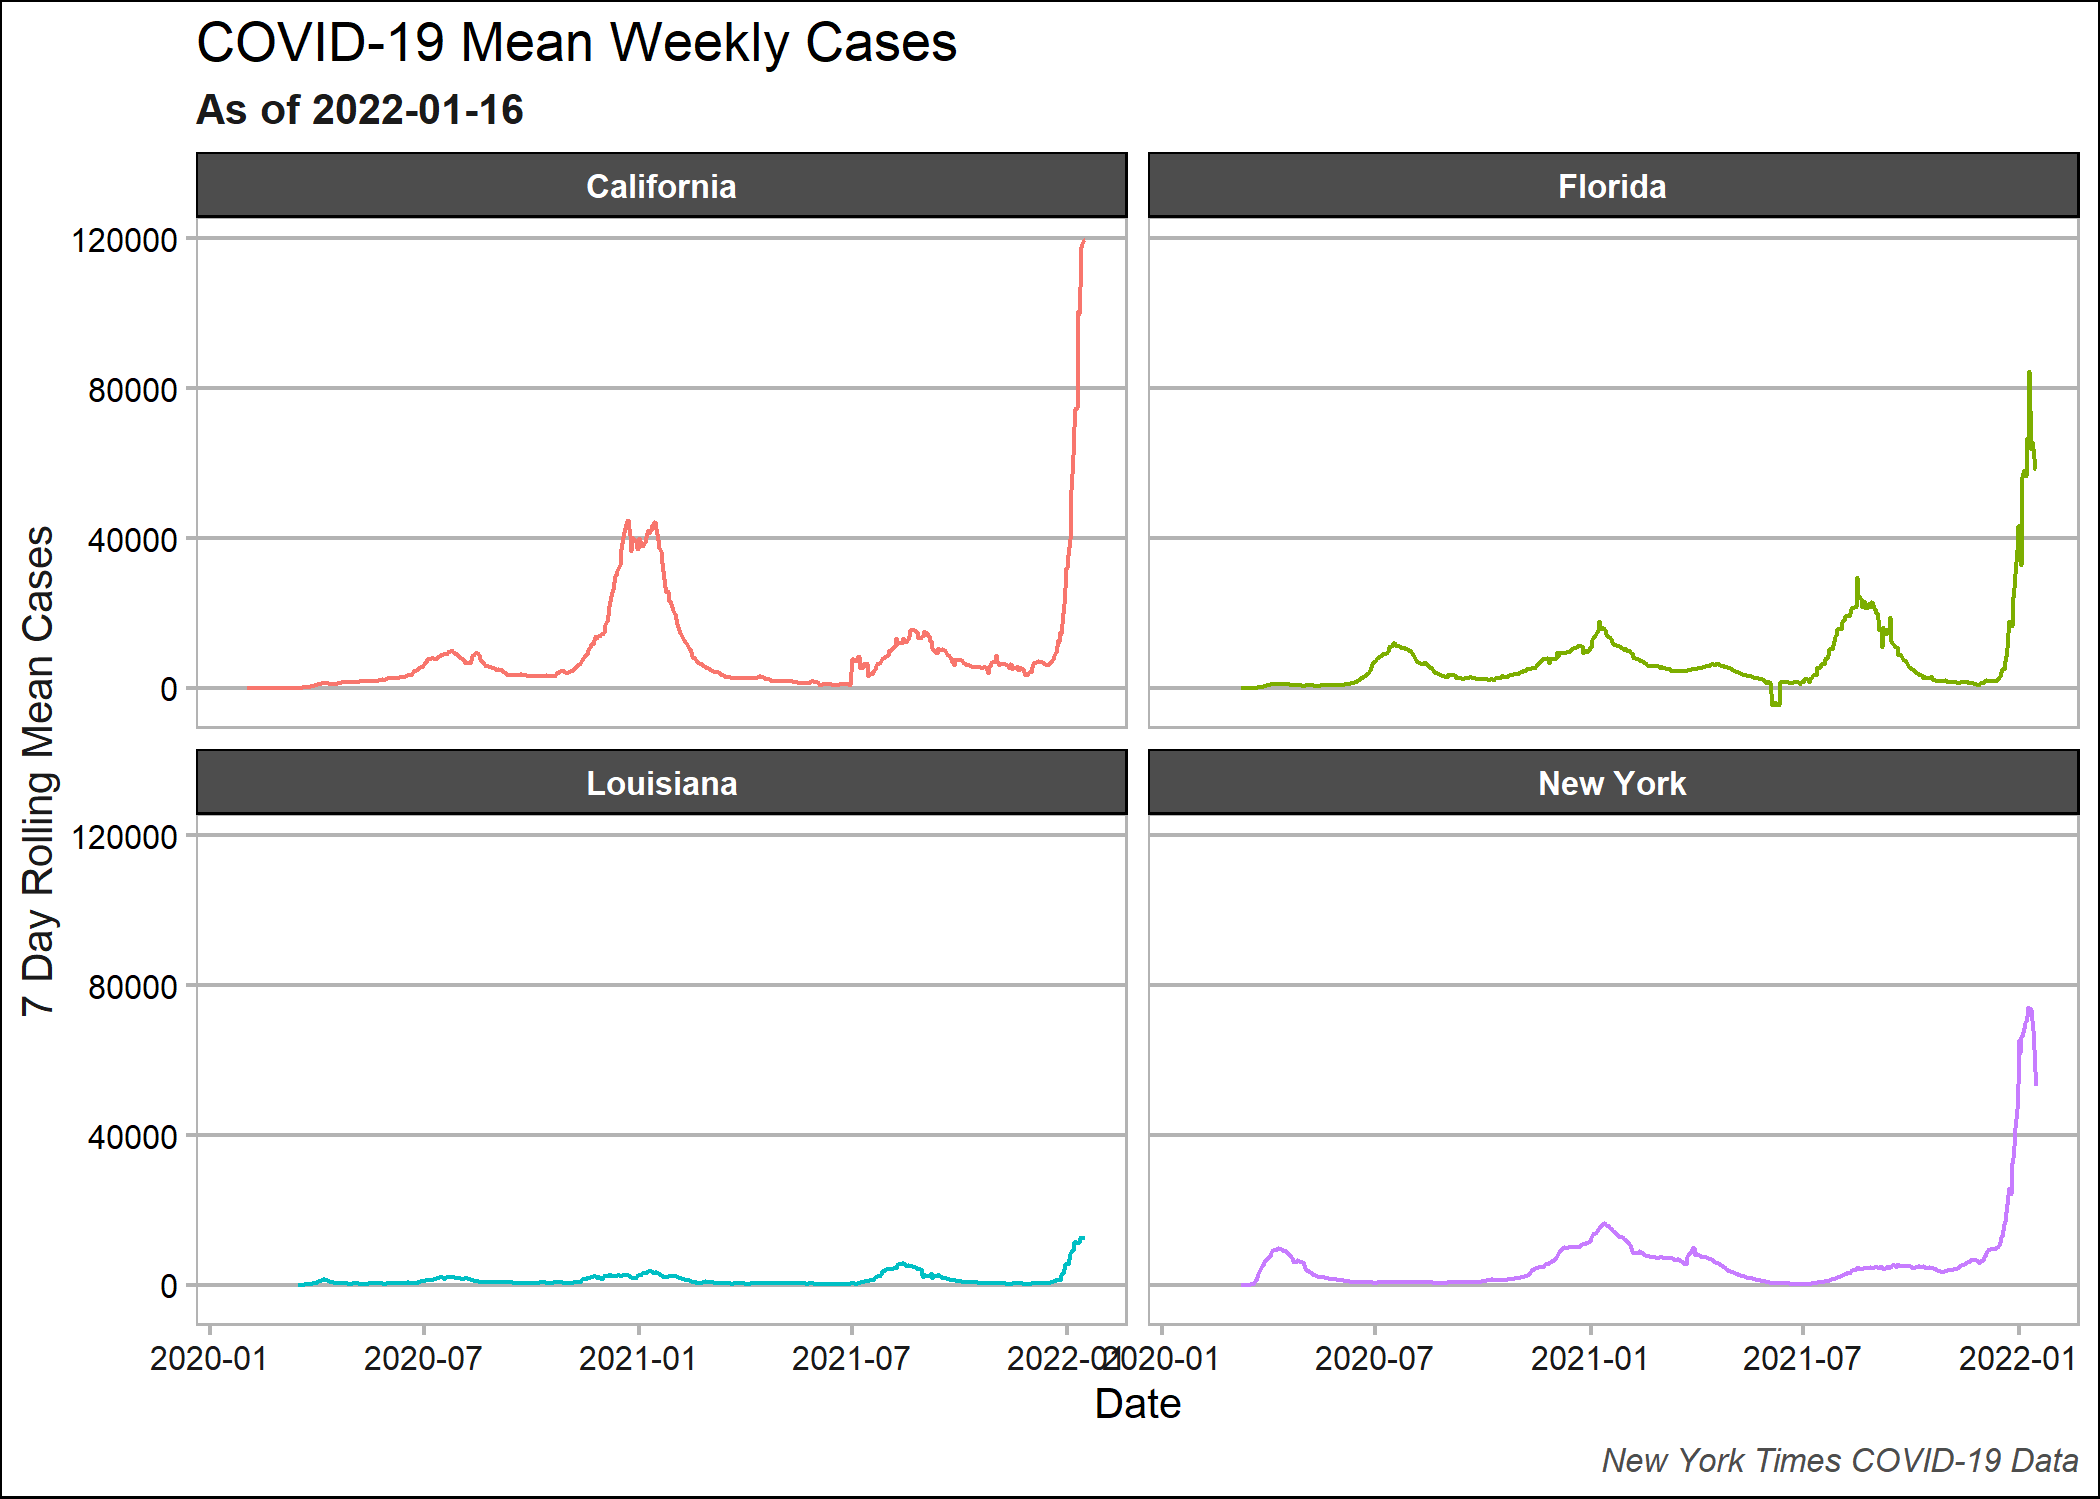 COVID-19 Mean Weekly Cases
As of 2022-01-16
California
Florida
120000
80000
40000
0
Louisiana
New York
120000
80000
40000
0
7 Day Rolling Mean Cases
2020-01 2020-07 2021-01 2021-07 2022-01 2020-01 2020-07 2021-01 2021-07 2022-01
Date
New York Times COVID-19 Data